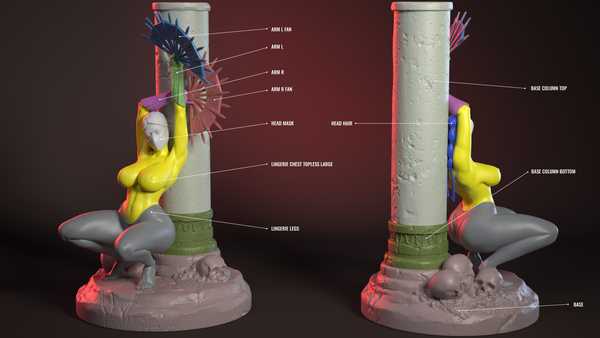 ARM L FAN
ARM L
ARM R
ARM R FAN
HEAD MASK
LINGERIE CHEST TOPLESS LARGE
LINGERIE LEGS
BASE COLUMN TOP
HEAD HAIR
BASE COLUMN BOTTOM
BASE